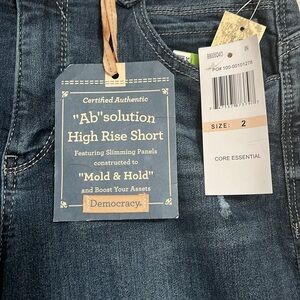 Certified Authentic
"Ab"solution
High Rise Short
Featuring Slimming Panels
constructed to
"Mold & Hold"
and Boost Your Assets
Democracy
IN
SIZE: 2
CORE ESSENTIAL